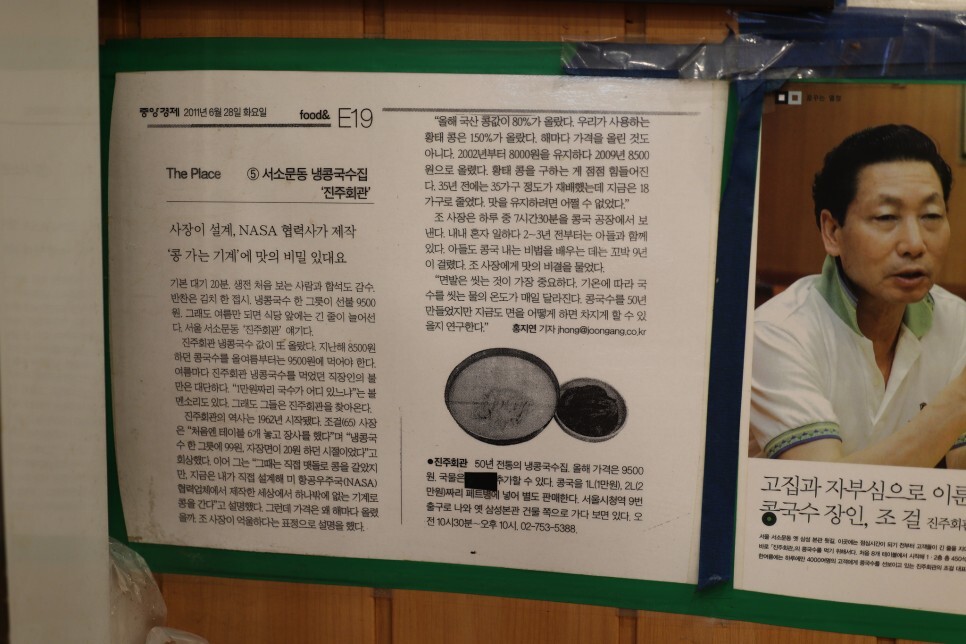 중앙경제 2011년 6월 28일 화요일 food& E19
The Place ⑤ 서소문동 냉콩국수집
'진주회관'
사장이 설계, NASA 협력사가 제작
'콩 가는 기계'에 맛의 비밀 있대요
기본 대기 20분. 생전 처음 보는 사람과 합석도 감수.
반찬은 김치 한 접시. 냉콩국수 한 그릇이 선불 9500
원. 그래도 여름만 되면 식당 앞에는 긴 줄이 늘어선
다. 서울 서소문동 '진주회관' 얘기다.
진주회관 냉콩국수 값이 또 올랐다. 지난해 8500원
하던 콩국수를 올여름부터는 9500원에 먹어야 한다.
여름마다 진주회관 냉콩국수를 먹었던 직장인의 불
만은 대단하다. "1만원짜리 국수가 어디 있느냐"는 볼
멘소리도 있다. 그래도 그들은 진주회관을 찾아온다.
진주회관의 역사는 1962년 시작됐다. 조걸(65) 사장
은 "처음엔 테이블 6개 놓고 장사를 했다"며 "냉콩국
수 한 그릇에 99원, 자장면이 20원 하던 시절이었다"고
회상했다. 이어 그는 "그때는 직접 맷돌로 콩을 갈았지
만, 지금은 내가 직접 설계해 미 항공우주국(NASA)
협력업체에서 제작한 세상에서 하나밖에 없는 기계로
콩을 간다"고 설명했다. 그런데 가격은 왜 해마다 올랐
을까. 조 사장이 억울하다는 표정으로 설명을 했다.
"올해 국산 콩값이 80%가 올랐다. 우리가 사용하는
황태 콩은 150%가 올랐다. 해마다 가격을 올린 것도
아니다. 2002년부터 8000원을 유지하다 2009년 8500
원으로 올렸다. 황태 콩을 구하는 게 점점 힘들어진
다. 35년 전에는 35가구 정도가 재배했는데 지금은 18
가구로 줄었다. 맛을 유지하려면 어쩔 수 없었다."
조 사장은 하루 중 7시간30분을 콩국 공장에서 보
낸다. 내내 혼자 일하다 2~3년 전부터는 아들과 함께
있다. 아들도 콩국 내는 비법을 배우는 데는 꼬박 9년
이 걸렸다. 조 사장에게 맛의 비결을 물었다.
"면발은 씻는 것이 가장 중요하다. 기온에 따라 국
수를 씻는 물의 온도가 매일 달라진다. 콩국수를 50년
만들었지만 지금도 면을 어떻게 하면 차지게 할 수 있
을지 연구한다." 홍지연 기자 jhong@joongang.co.kr
●진주회관 50년 전통의 냉콩국수집. 올해 가격은 9500
원. 국물은 추가할 수 있다. 콩국을 1L(1만원), 2L(2
만원)짜리 페트병에 넣어 별도 판매한다. 서울시청역 9번
출구로 나와 옛 삼성본관 건물 쪽으로 가다 보면 있다. 오
전 10시30분~오후 10시. 02-753-5388.
고집과 자부심으로 이룬
콩국수 장인, 조 걸 진주회관